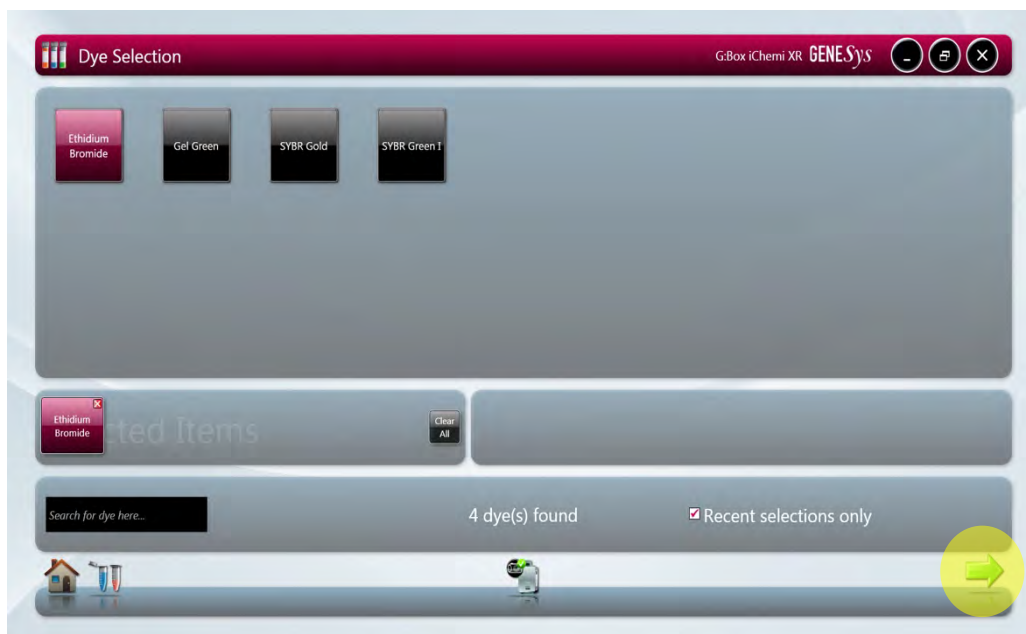 Dye Selection
G:Box iChemi XR GENESys
Ethidium
Bromide
Gel Green
SYBR Gold
SYBR Green I
Ethidium
Bromide
cted Items
Clear
All
Search for dye here...
4 dye(s) found
Recent selections only